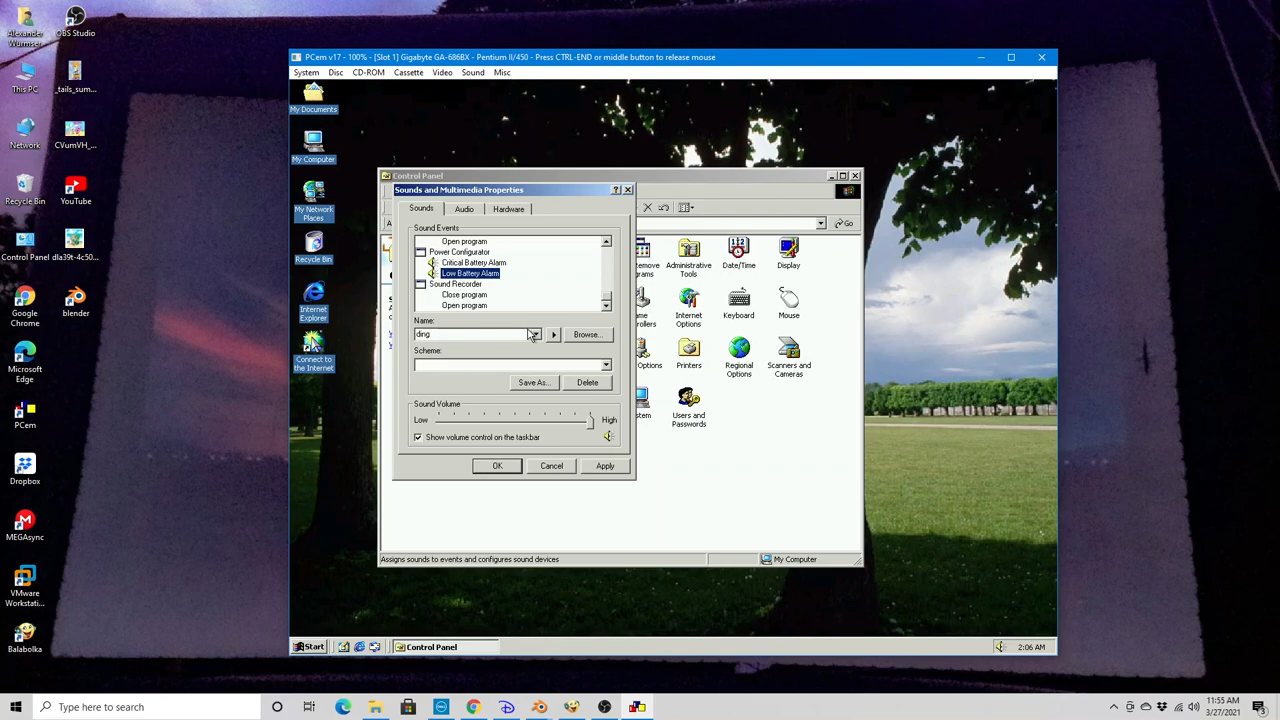 Alexander
Wurmser
OBS Studio
This PC
_tails_sum...
Network
CVumVH_...
Recycle Bin
YouTube
Control Panel
Google
Chrome
blender
Microsoft
Edge
PCem
Dropbox
MEGAsync
VMware
Workstati...
Balabolka
PCem v17 - 100% - [Slot 1] Gigabyte GA-686BX - Pentium II/450 - Press CTRL-END or middle button to release mouse
System Disc CD-ROM Cassette Video Sound Misc
My Documents
My Computer
My Network
Places
Recycle Bin
Internet
Explorer
Connect to
the Internet
Control Panel
Go
Sounds and Multimedia Properties
Sounds Audio Hardware
Sound Events
Open program
Power Configurator
Critical Battery Alarm
Low Battery Alarm
Sound Recorder
Close program
Open program
Name:
ding
Browse...
Scheme:
Save As... Delete
Sound Volume
Low High
Show volume control on the taskbar
OK Cancel Apply
Administrative
Tools
Date/Time
Display
Internet
Options
Keyboard
Mouse
Printers
Regional
Options
Scanners and
Cameras
Users and
Passwords
Assigns sounds to events and configures sound devices
My Computer
Start
Control Panel
2:06 AM
Type here to search
11:55 AM
3/27/2021